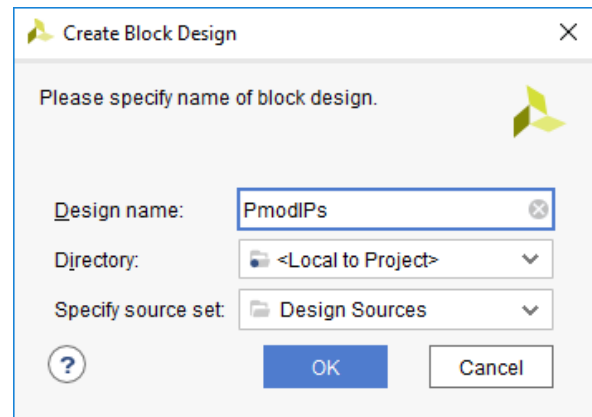 Create Block Design
Please specify name of block design.
Design name: PmodIPs
Directory: <Local to Project>
Specify source set: Design Sources
? OK Cancel